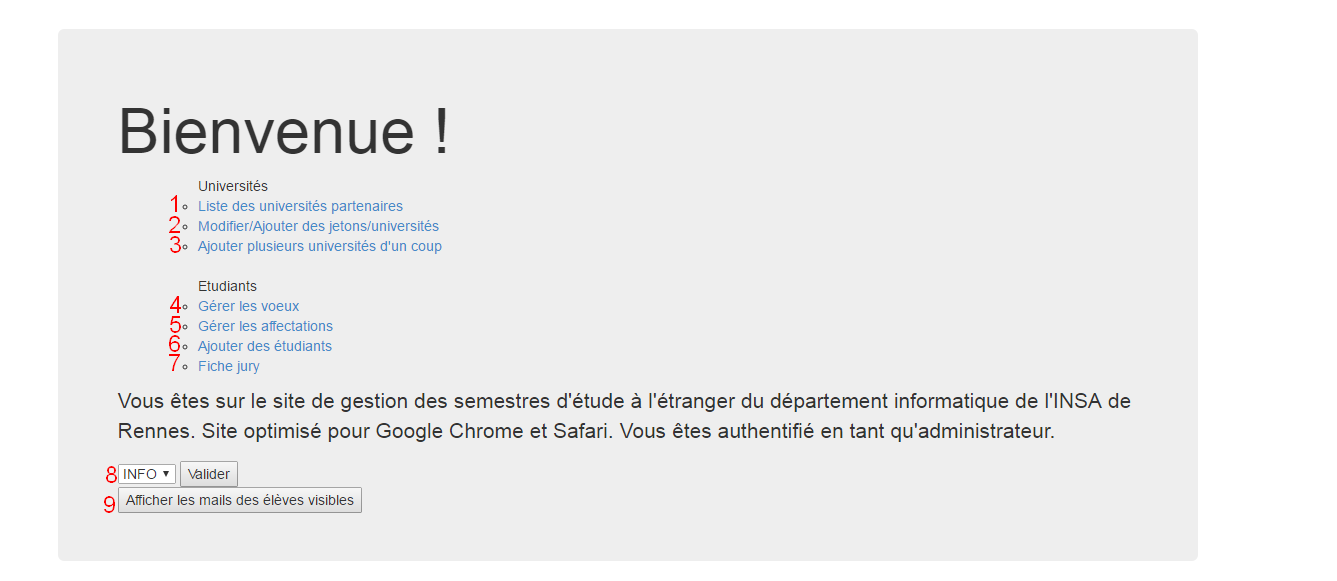 Bienvenue !
Universités
1 Liste des universités partenaires
2 Modifier/Ajouter des jetons/universités
3 Ajouter plusieurs universités d'un coup
Etudiants
4 Gérer les voeux
5 Gérer les affectations
6 Ajouter des étudiants
7 Fiche jury
Vous êtes sur le site de gestion des semestres d'étude à l'étranger du département informatique de l'INSA de
Rennes. Site optimisé pour Google Chrome et Safari. Vous êtes authentifié en tant qu'administrateur.
8 INFO Valider
9 Afficher les mails des élèves visibles